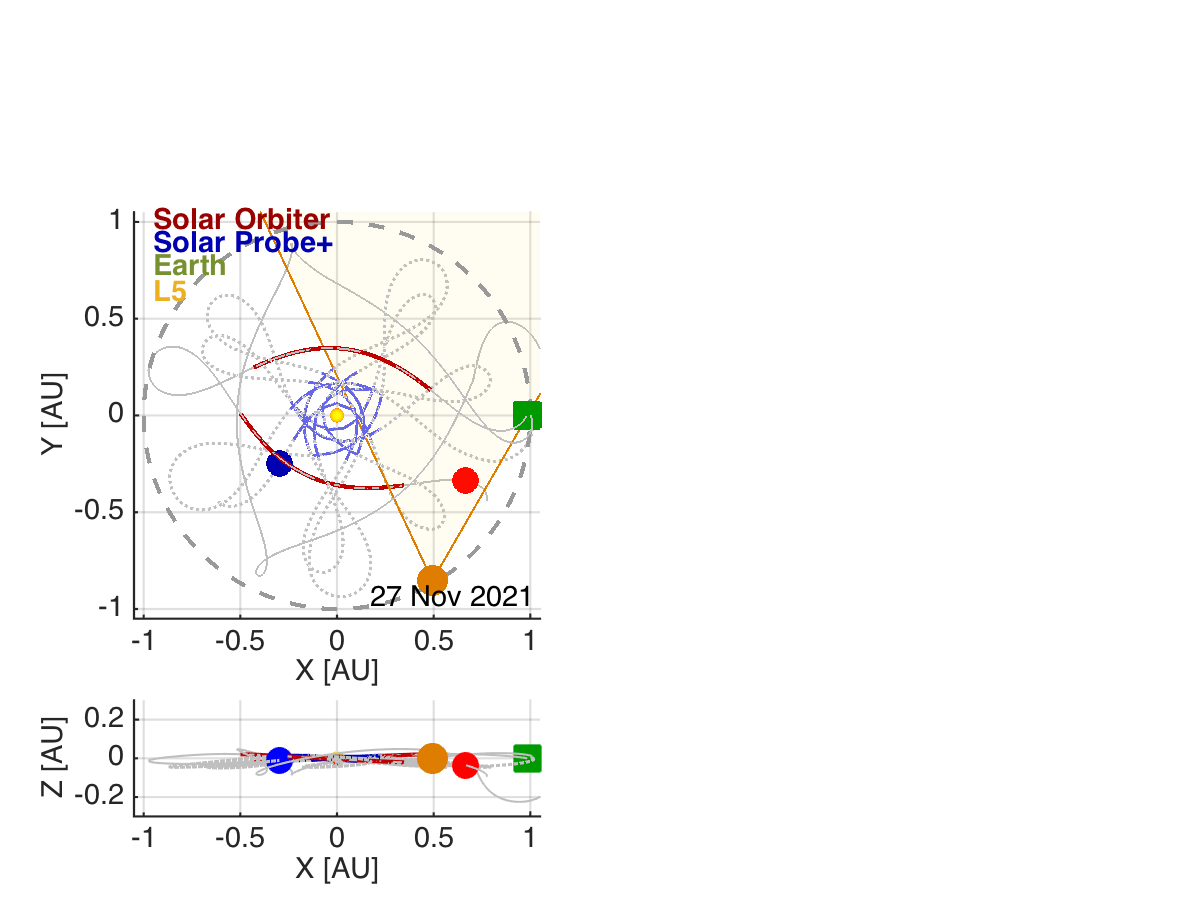 Solar Orbiter
Solar Probe+
Earth
L5
1
0.5
0
-0.5
-1
Y [AU]
27 Nov 2021
-1 -0.5 0 0.5 1
X [AU]
0.2
0
-0.2
Z [AU]
-1 -0.5 0 0.5 1
X [AU]